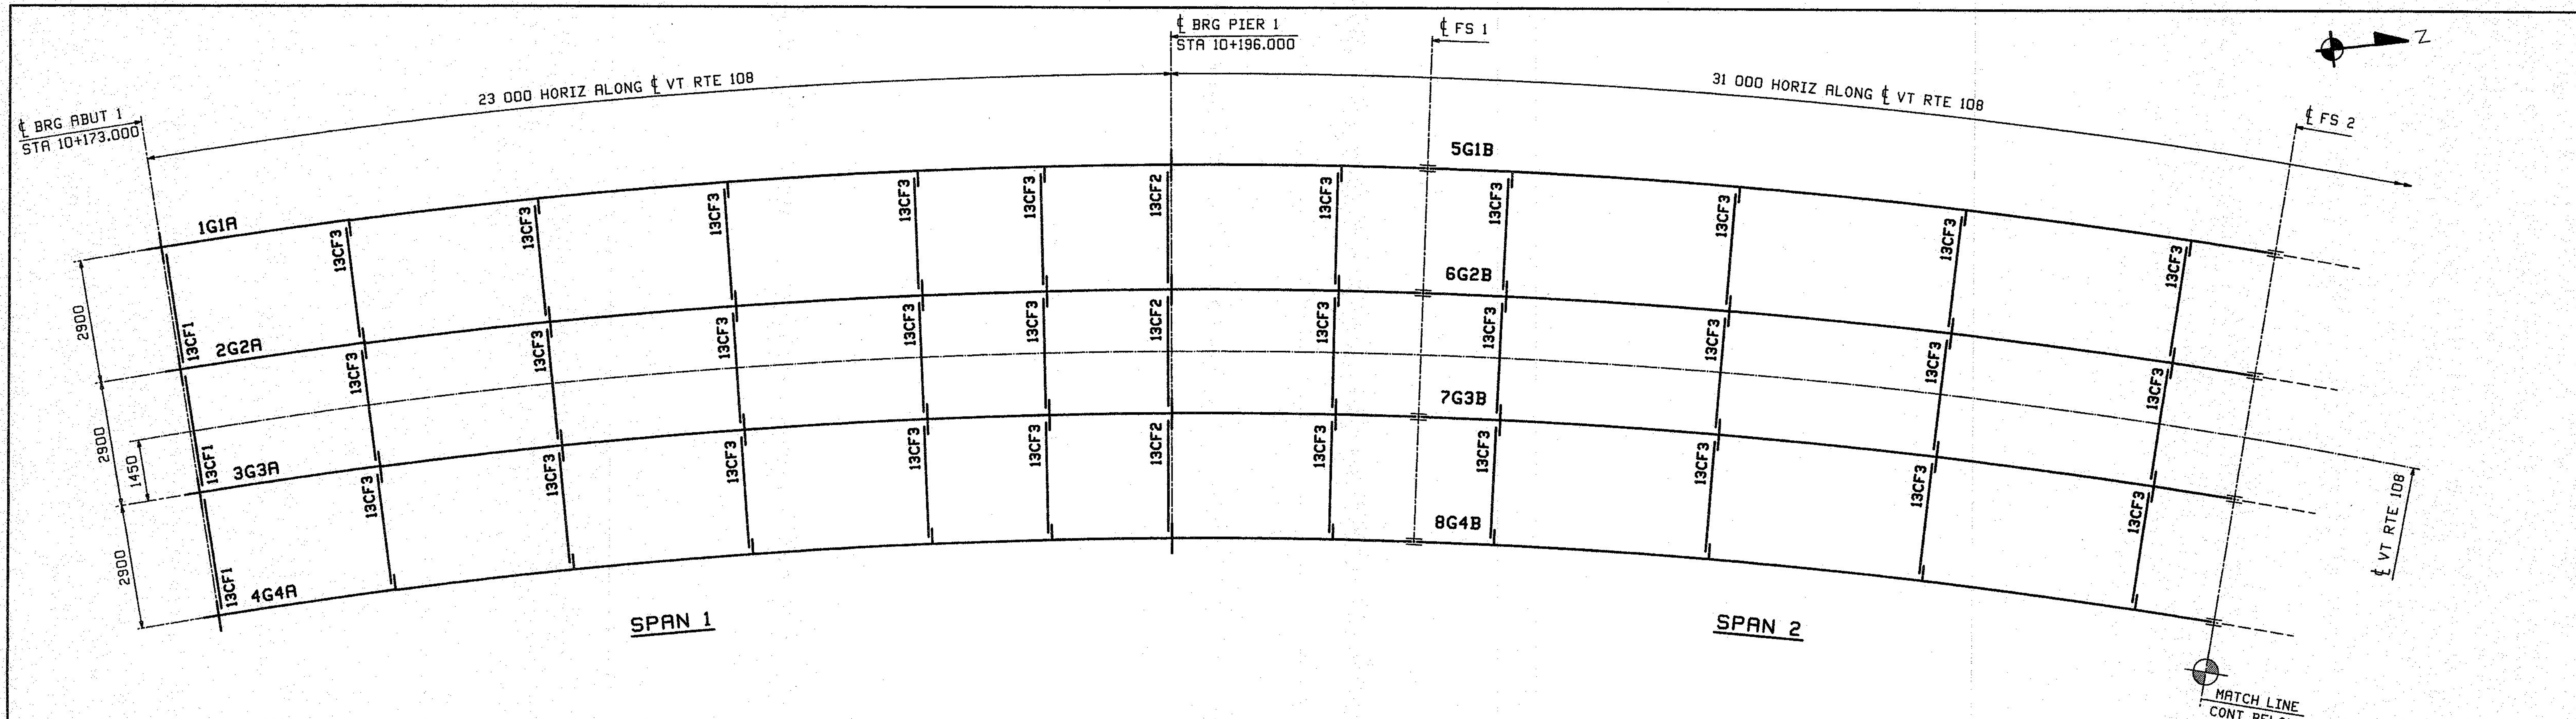 ℄ BRG PIER 1
STA 10+196.000
℄ FS 1
Z
23 000 HORIZ ALONG ℄ VT RTE 108
31 000 HORIZ ALONG ℄ VT RTE 108
℄ BRG ABUT 1
STA 10+173.000
℄ FS 2
5G1B
1G1A
13CF3
13CF3
13CF3
13CF3
13CF3
13CF2
13CF3
13CF3
13CF3
13CF3
13CF3
2900
13CF1
2G2A
6G2B
13CF3
13CF3
13CF3
13CF3
13CF3
13CF2
13CF3
13CF3
13CF3
13CF3
13CF3
2900
1450
13CF1
3G3A
7G3B
13CF3
13CF3
13CF3
13CF3
13CF3
13CF2
13CF3
13CF3
13CF3
13CF3
13CF3
2900
13CF1
4G4A
8G4B
℄ VT RTE 108
SPAN 1
SPAN 2
MATCH LINE